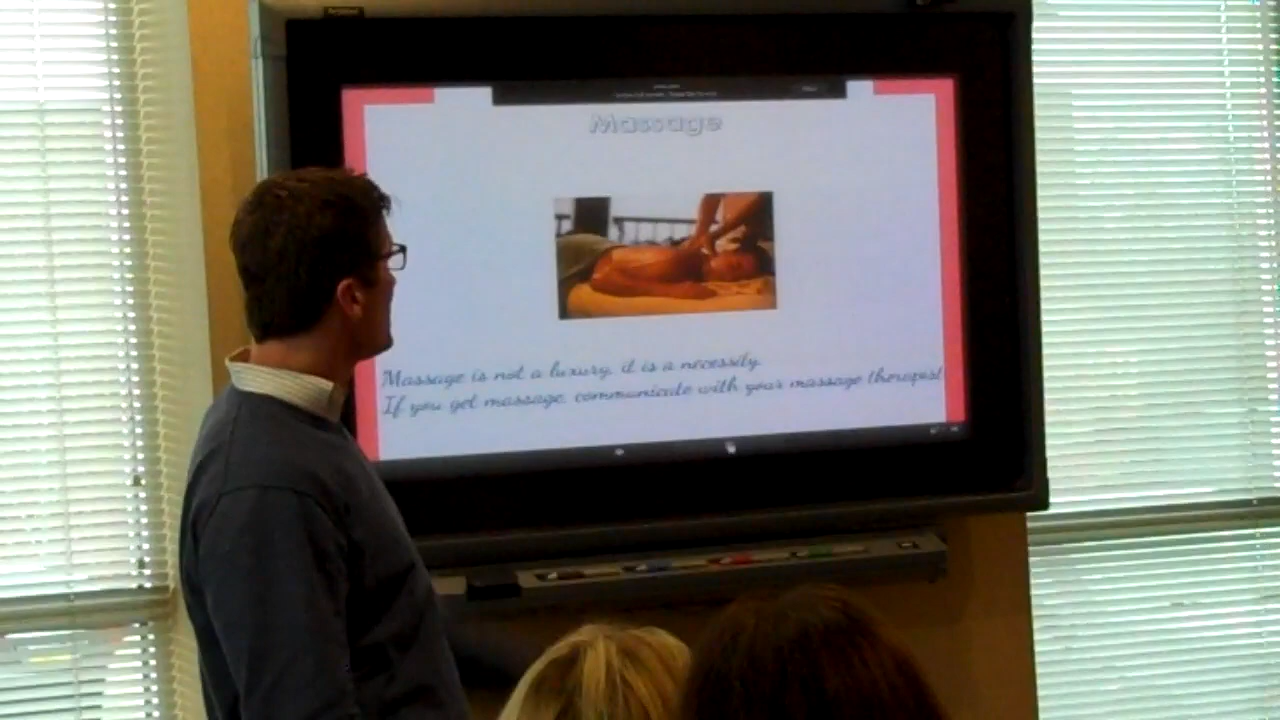 Massage
Massage is not a luxury, it is a necessity.
If you get massage, communicate with your massage therapist